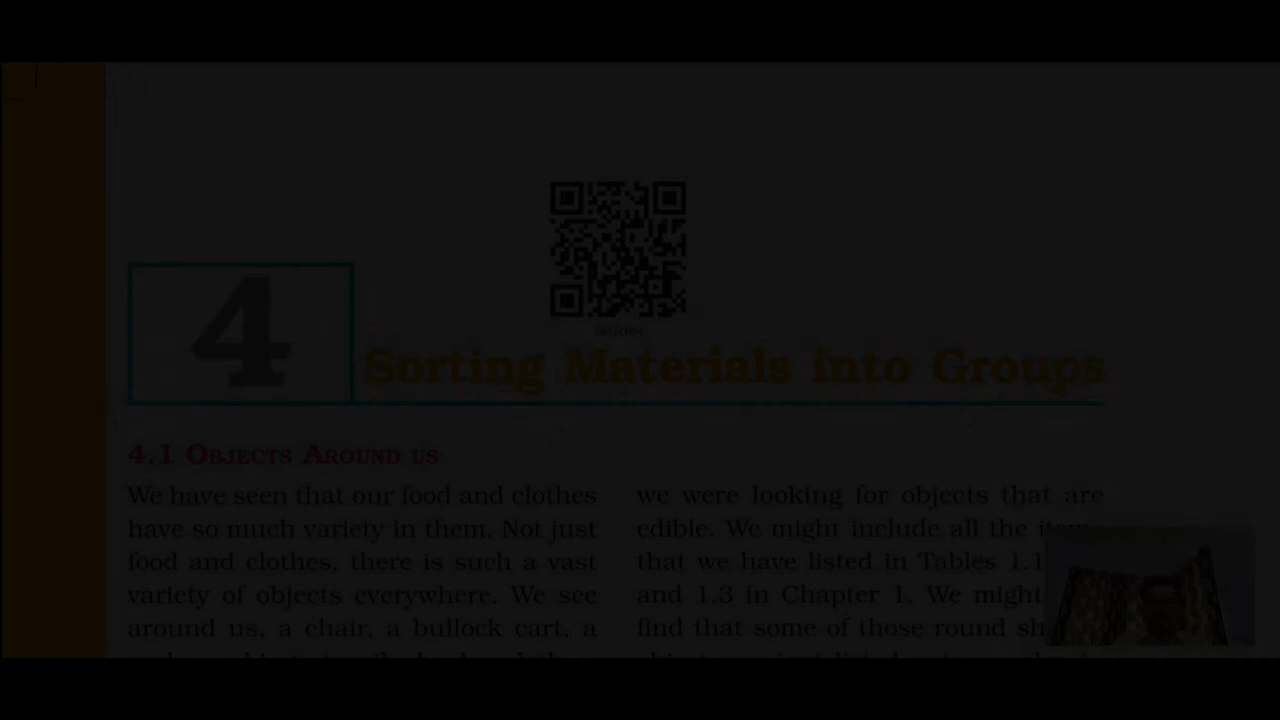 4
Sorting Materials into Groups
4.1 OBJECTS AROUND US
We have seen that our food and clothes
have so much variety in them. Not just
food and clothes, there is such a vast
variety of objects everywhere. We see
around us, a chair, a bullock cart, a
we were looking for objects that are
edible. We might include all the
that we have listed in Tables 1.1
and 1.3 in Chapter 1. We might
find that some of those round